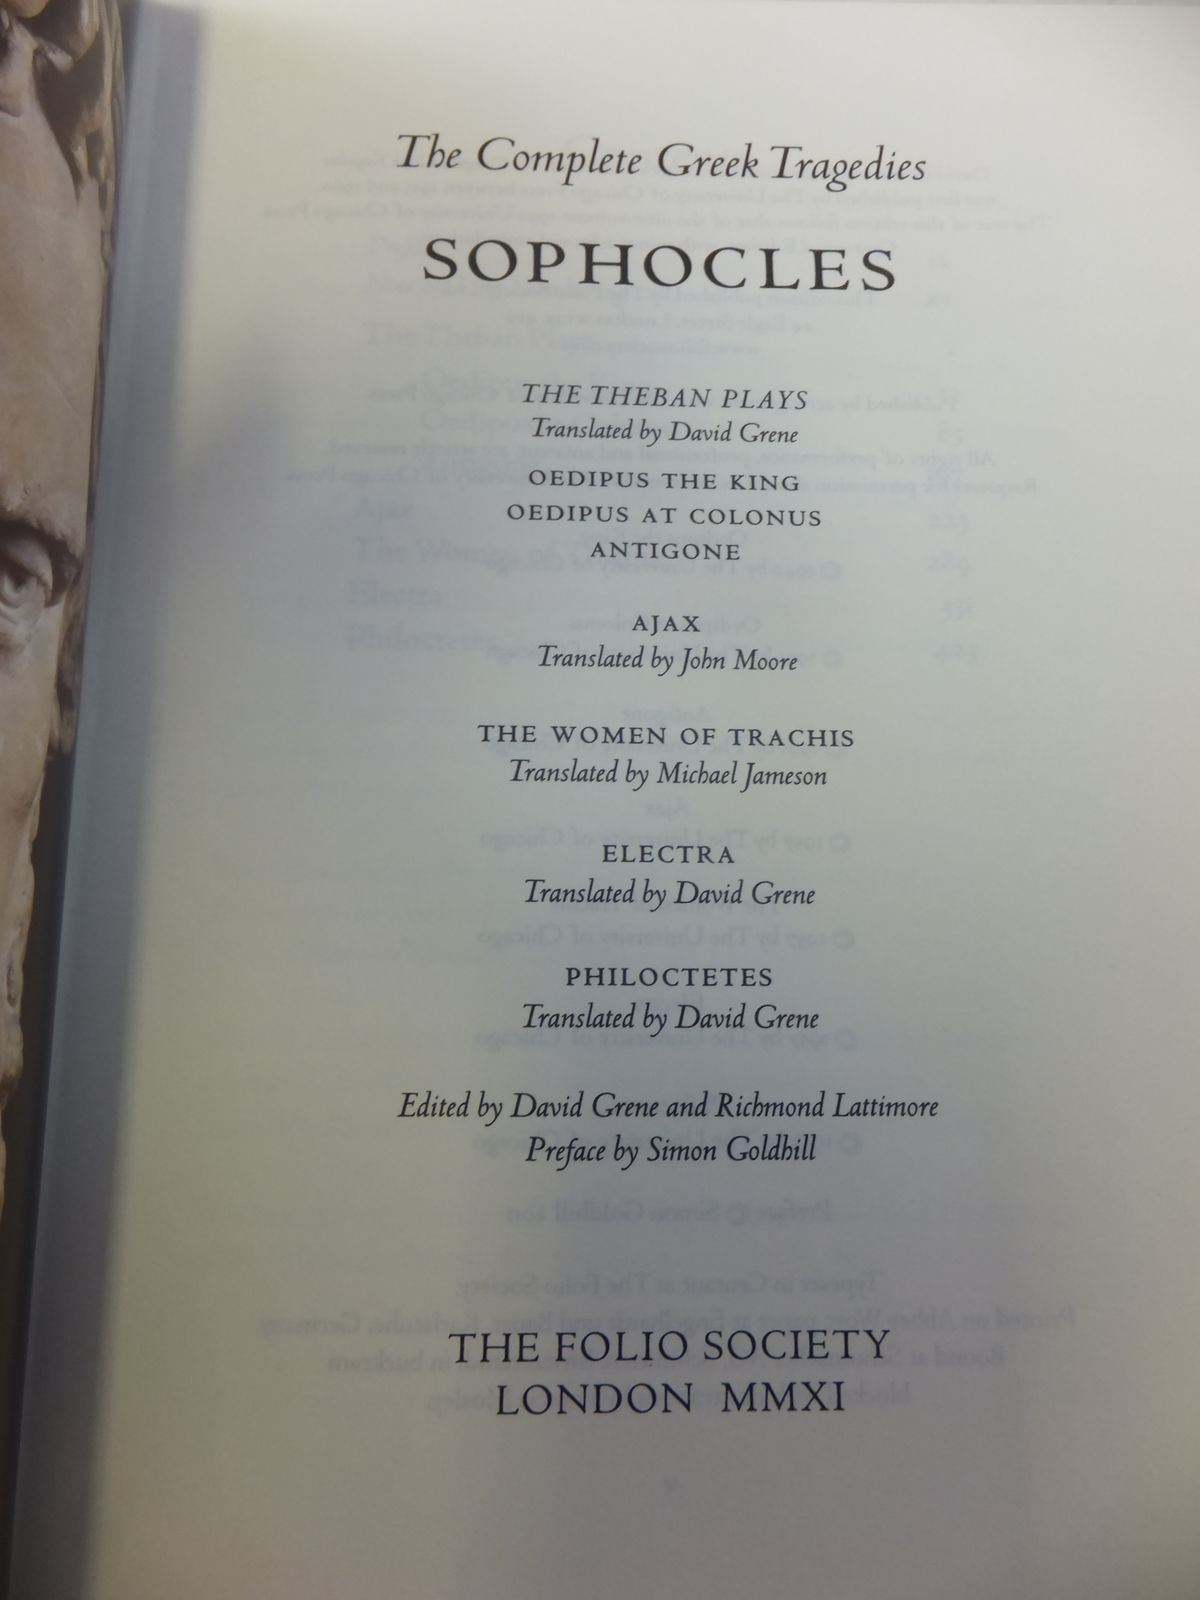 The Complete Greek Tragedies
SOPHOCLES
THE THEBAN PLAYS
Translated by David Grene
OEDIPUS THE KING
OEDIPUS AT COLONUS
ANTIGONE
AJAX
Translated by John Moore
THE WOMEN OF TRACHIS
Translated by Michael Jameson
ELECTRA
Translated by David Grene
PHILOCTETES
Translated by David Grene
Edited by David Grene and Richmond Lattimore
Preface by Simon Goldhill
THE FOLIO SOCIETY
LONDON MMXI